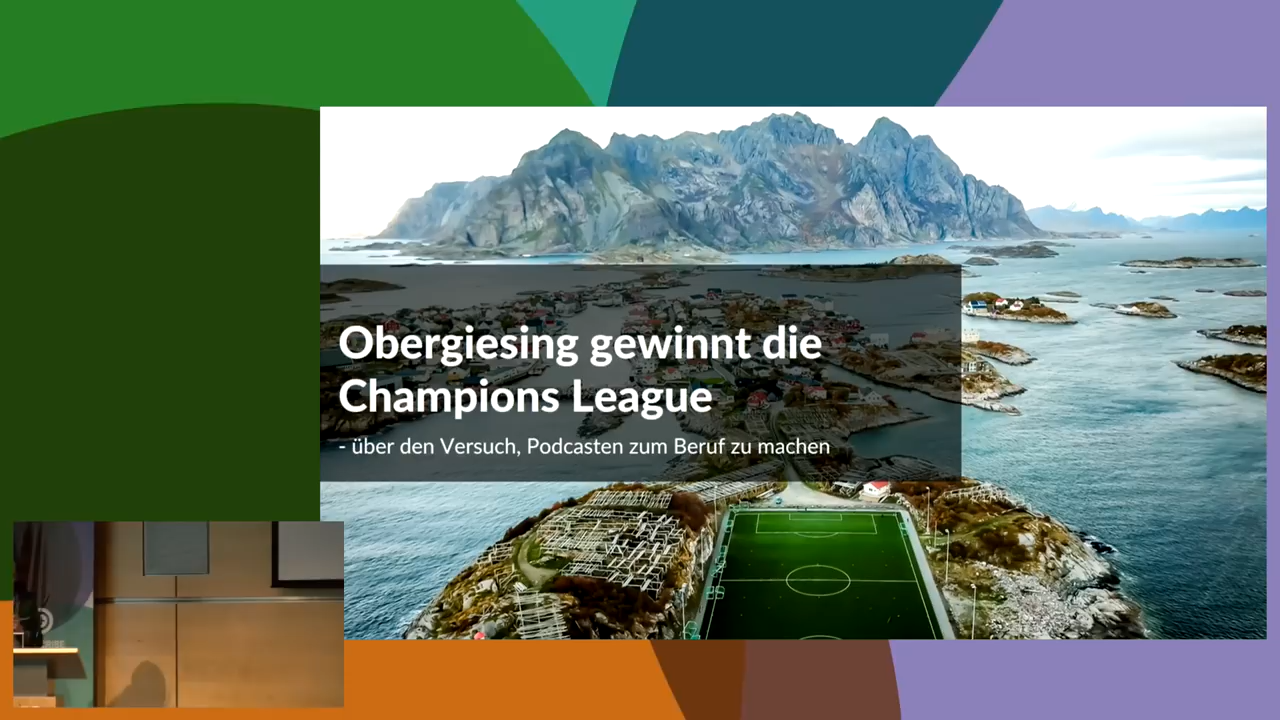 Obergiesing gewinnt die
Champions League
- über den Versuch, Podcasten zum Beruf zu machen